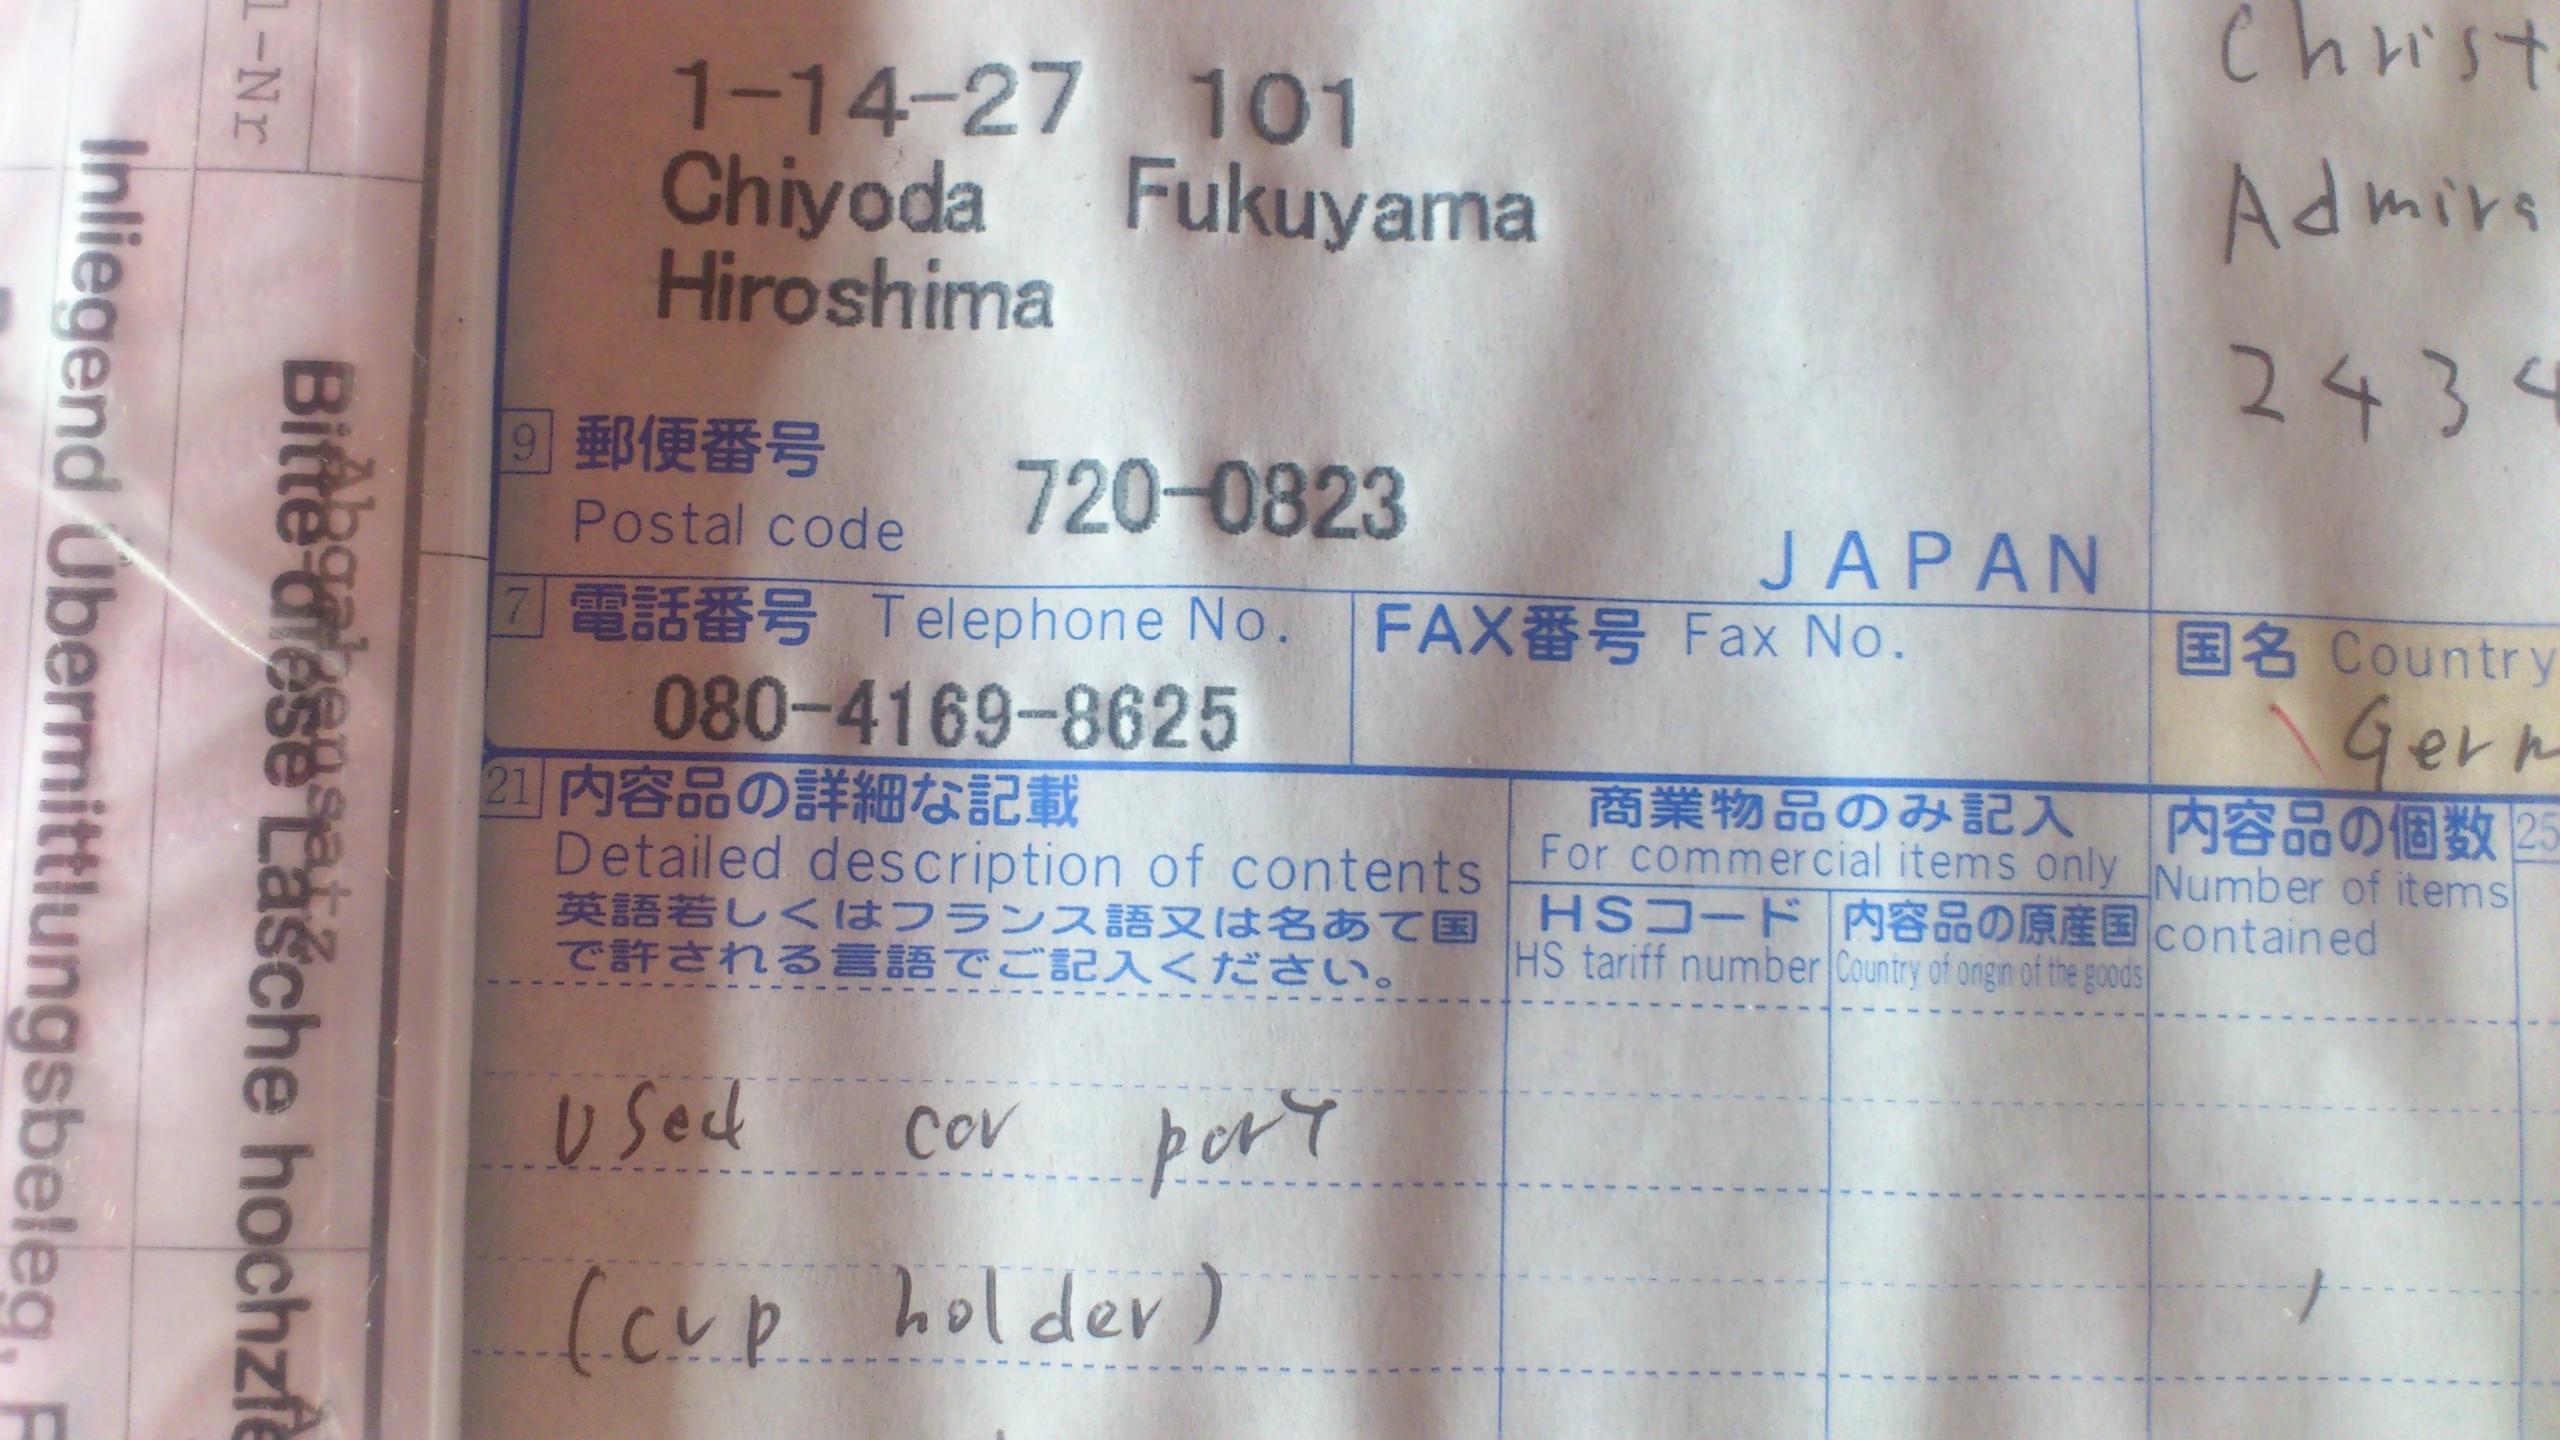 1-14-27 101
Chiyoda Fukuyama
Hiroshima
9 郵便番号
Postal code 720-0823
JAPAN
7 電話番号 Telephone No.
080-4169-8625
FAX番号 Fax No.
2434
国名 Country
21 内容品の詳細な記載
Detailed description of contents
英語若しくはフランス語又は名あて国
で許される言語でご記入ください。
商業物品のみ記入
For commercial items only
HSコード
HS tariff number
内容品の原産国
Country of origin of the goods
内容品の個数
Number of items
contained
25
used car part
(cup holder)
1
Inliegend Übermittlungsbeleg,
Bitte diese Lasche
Abgabensatz
-Nr